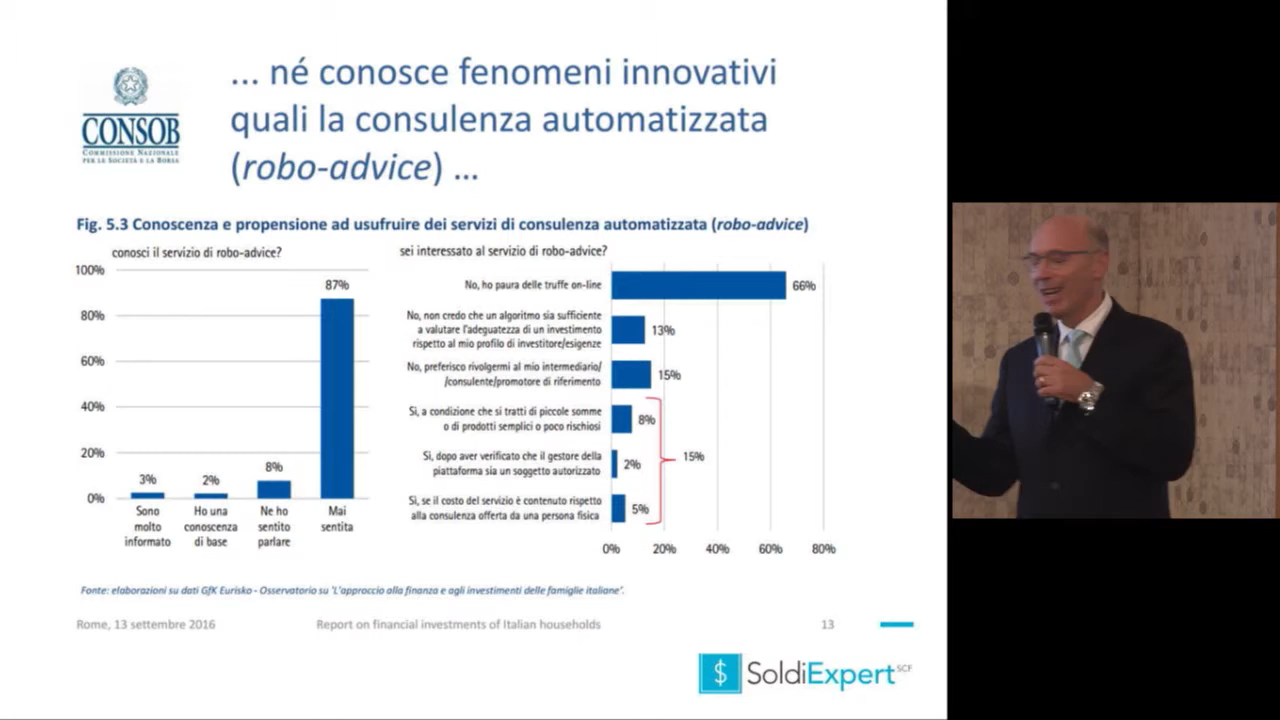 ... né conosce fenomeni innovativi
quali la consulenza automatizzata
(robo-advice) ...
CONSOB
COMMISSIONE NAZIONALE
PER LE SOCIETÀ E LA BORSA
Fig. 5.3 Conoscenza e propensione ad usufruire dei servizi di consulenza automatizzata (robo-advice)
conosci il servizio di robo-advice?
100%
80%
60%
40%
20%
0%
3%
2%
8%
87%
Sono
molto
informato
Ho una
conoscenza
di base
Ne ho
sentito
parlare
Mai
sentita
sei interessato al servizio di robo-advice?
No, ho paura delle truffe on-line
66%
No, non credo che un algoritmo sia sufficiente
a valutare l'adeguatezza di un investimento
rispetto al mio profilo di investitore/esigenze
13%
No, preferisco rivolgermi al mio intermediario/
/consulente/promotore di riferimento
15%
Sì, a condizione che si tratti di piccole somme
o di prodotti semplici o poco rischiosi
8%
Sì, dopo aver verificato che il gestore della
piattaforma sia un soggetto autorizzato
2%
Sì, se il costo del servizio è contenuto rispetto
alla consulenza offerta da una persona fisica
5%
15%
0% 20% 40% 60% 80%
Fonte: elaborazioni su dati GfK Eurisko - Osservatorio su 'L'approccio alla finanza e agli investimenti delle famiglie italiane'.
Rome, 13 settembre 2016
Report on financial investments of Italian households
13
$ SoldiExpert SCF